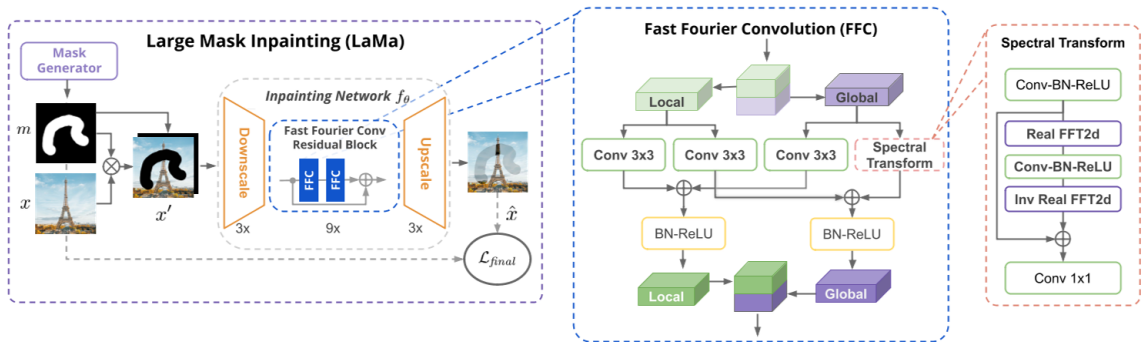 Large Mask Inpainting (LaMa)
Mask
Generator
m
x
x′
Inpainting Network fθ
Downscale
Fast Fourier Conv
Residual Block
FFC
FFC
Upscale
3x
9x
3x
x̂
ℒfinal
Fast Fourier Convolution (FFC)
Local
Global
Conv 3x3
Conv 3x3
Conv 3x3
Spectral
Transform
BN-ReLU
BN-ReLU
Local
Global
Spectral Transform
Conv-BN-ReLU
Real FFT2d
Conv-BN-ReLU
Inv Real FFT2d
Conv 1x1